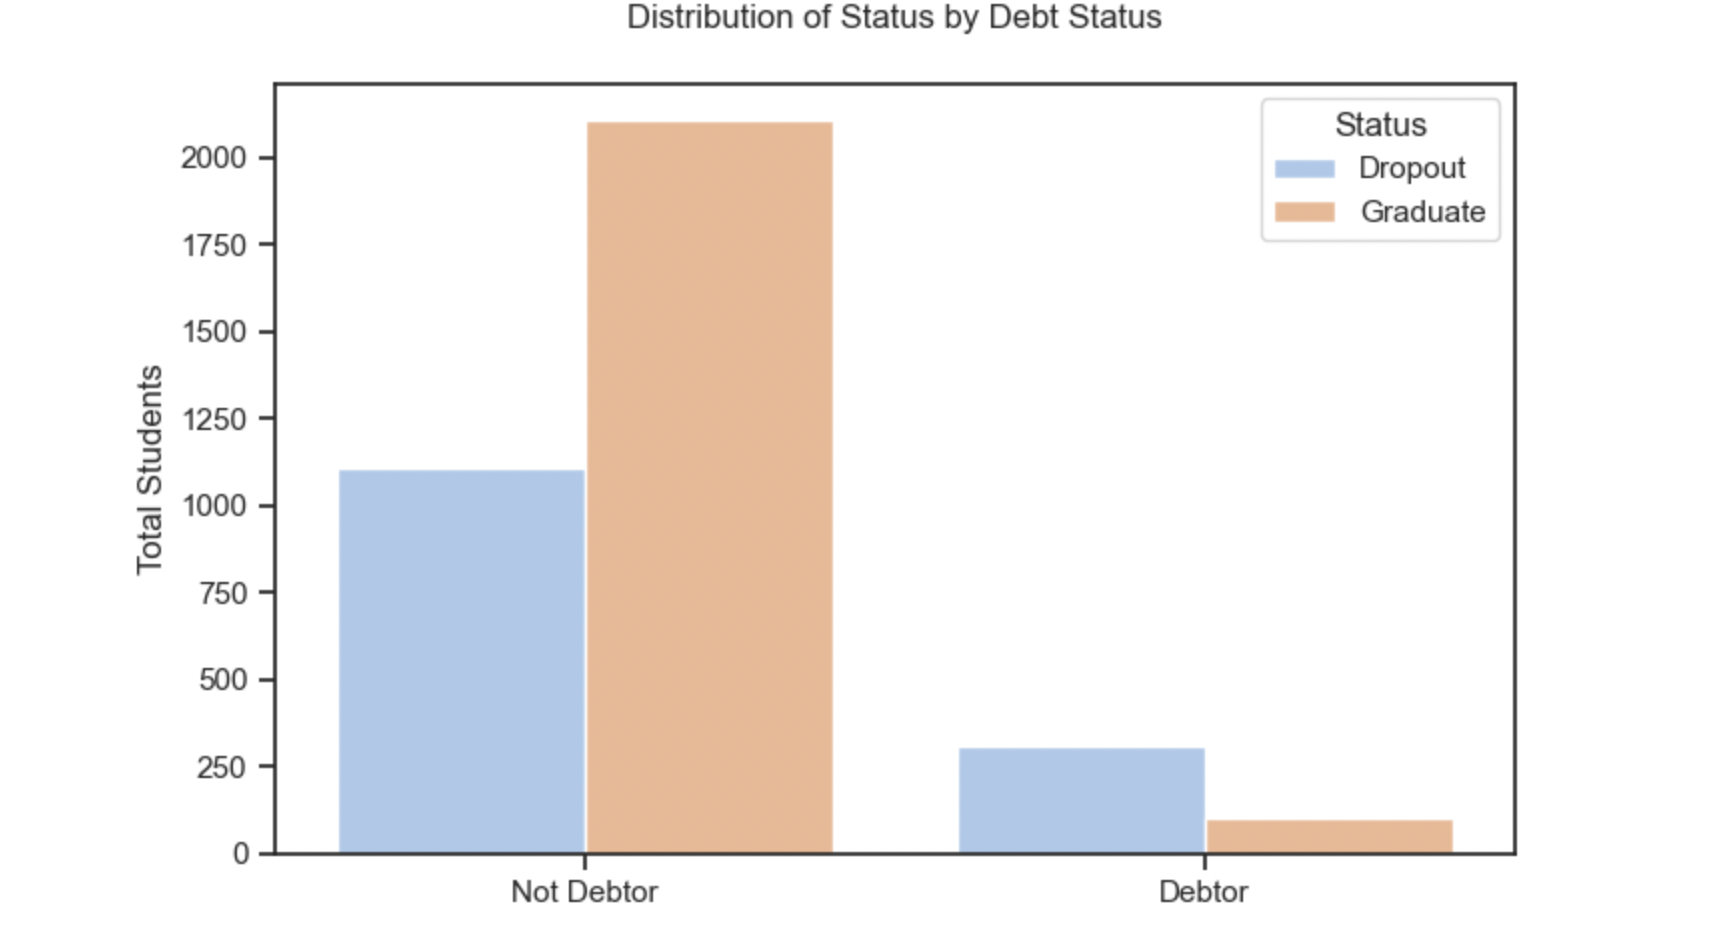 Distribution of Status by Debt Status
Status
Dropout
Graduate
Total Students
2000
1750
1500
1250
1000
750
500
250
0
Not Debtor
Debtor